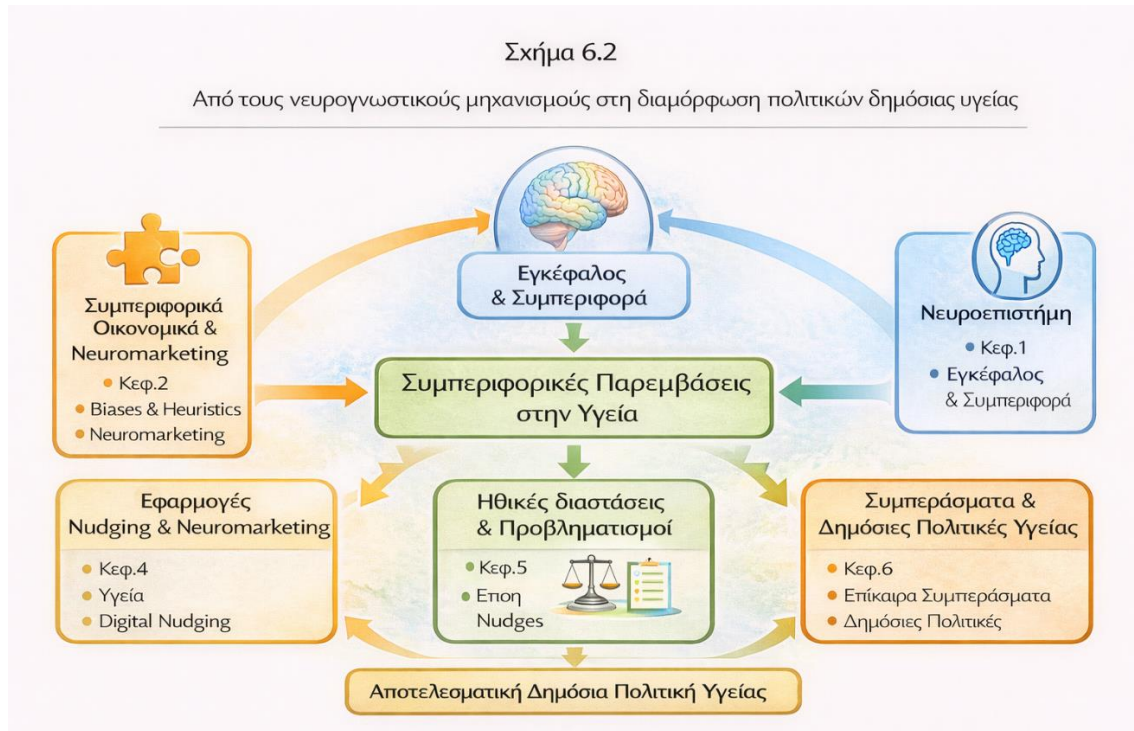 Σχήμα 6.2
Από τους νευρογνωστικούς μηχανισμούς στη διαμόρφωση πολιτικών δημόσιας υγείας
Εγκέφαλος
& Συμπεριφορά
Συμπεριφορικά
Οικονομικά &
Neuromarketing
• Κεφ.2
• Biases & Heuristics
• Neuromarketing
Νευροεπιστήμη
• Κεφ.1
• Εγκέφαλος
& Συμπεριφορά
Συμπεριφορικές Παρεμβάσεις
στην Υγεία
Εφαρμογές
Nudging & Neuromarketing
• Κεφ.4
• Υγεία
• Digital Nudging
Ηθικές διαστάσεις
& Προβληματισμοί
• Κεφ.5
• Εποη
Nudges
Συμπεράσματα &
Δημόσιες Πολιτικές Υγείας
• Κεφ.6
• Επίκαιρα Συμπεράσματα
• Δημόσιες Πολιτικές
Αποτελεσματική Δημόσια Πολιτική Υγείας